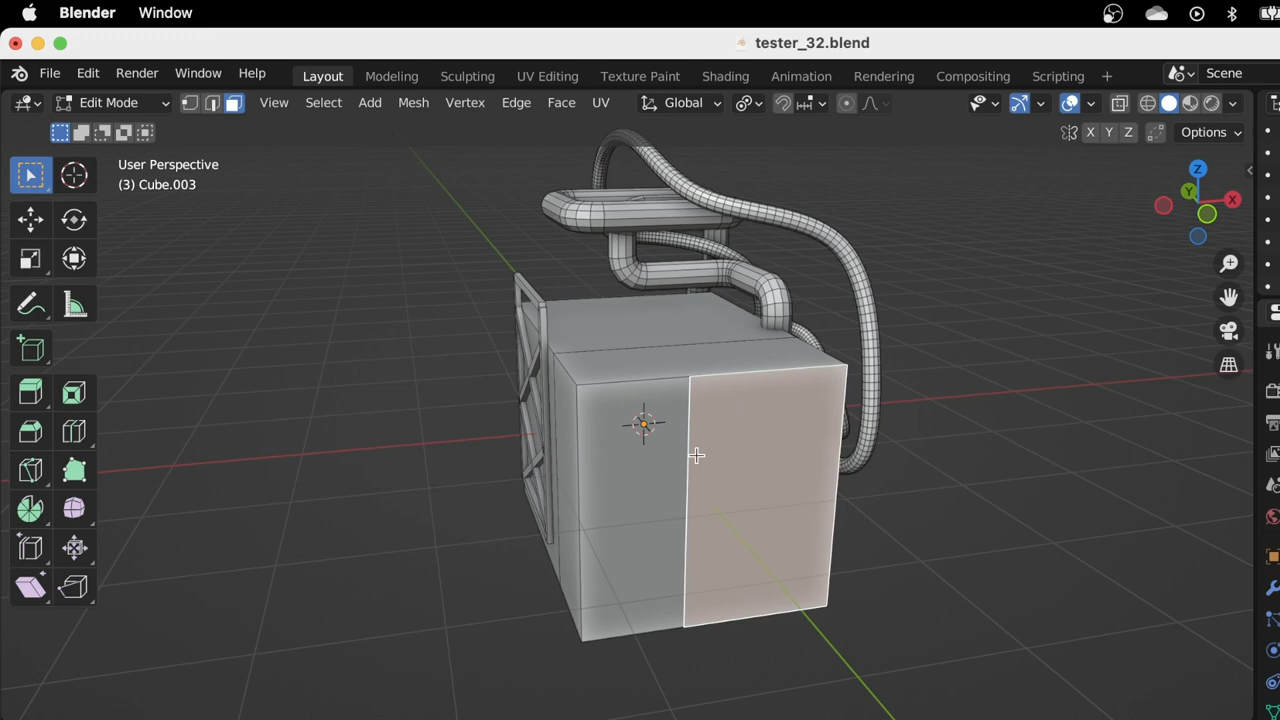 Blender Window
tester_32.blend
File Edit Render Window Help Layout Modeling Sculpting UV Editing Texture Paint Shading Animation Rendering Compositing Scripting + Scene
Edit Mode View Select Add Mesh Vertex Edge Face UV Global
X Y Z Options
User Perspective
(3) Cube.003
Z
Y
X